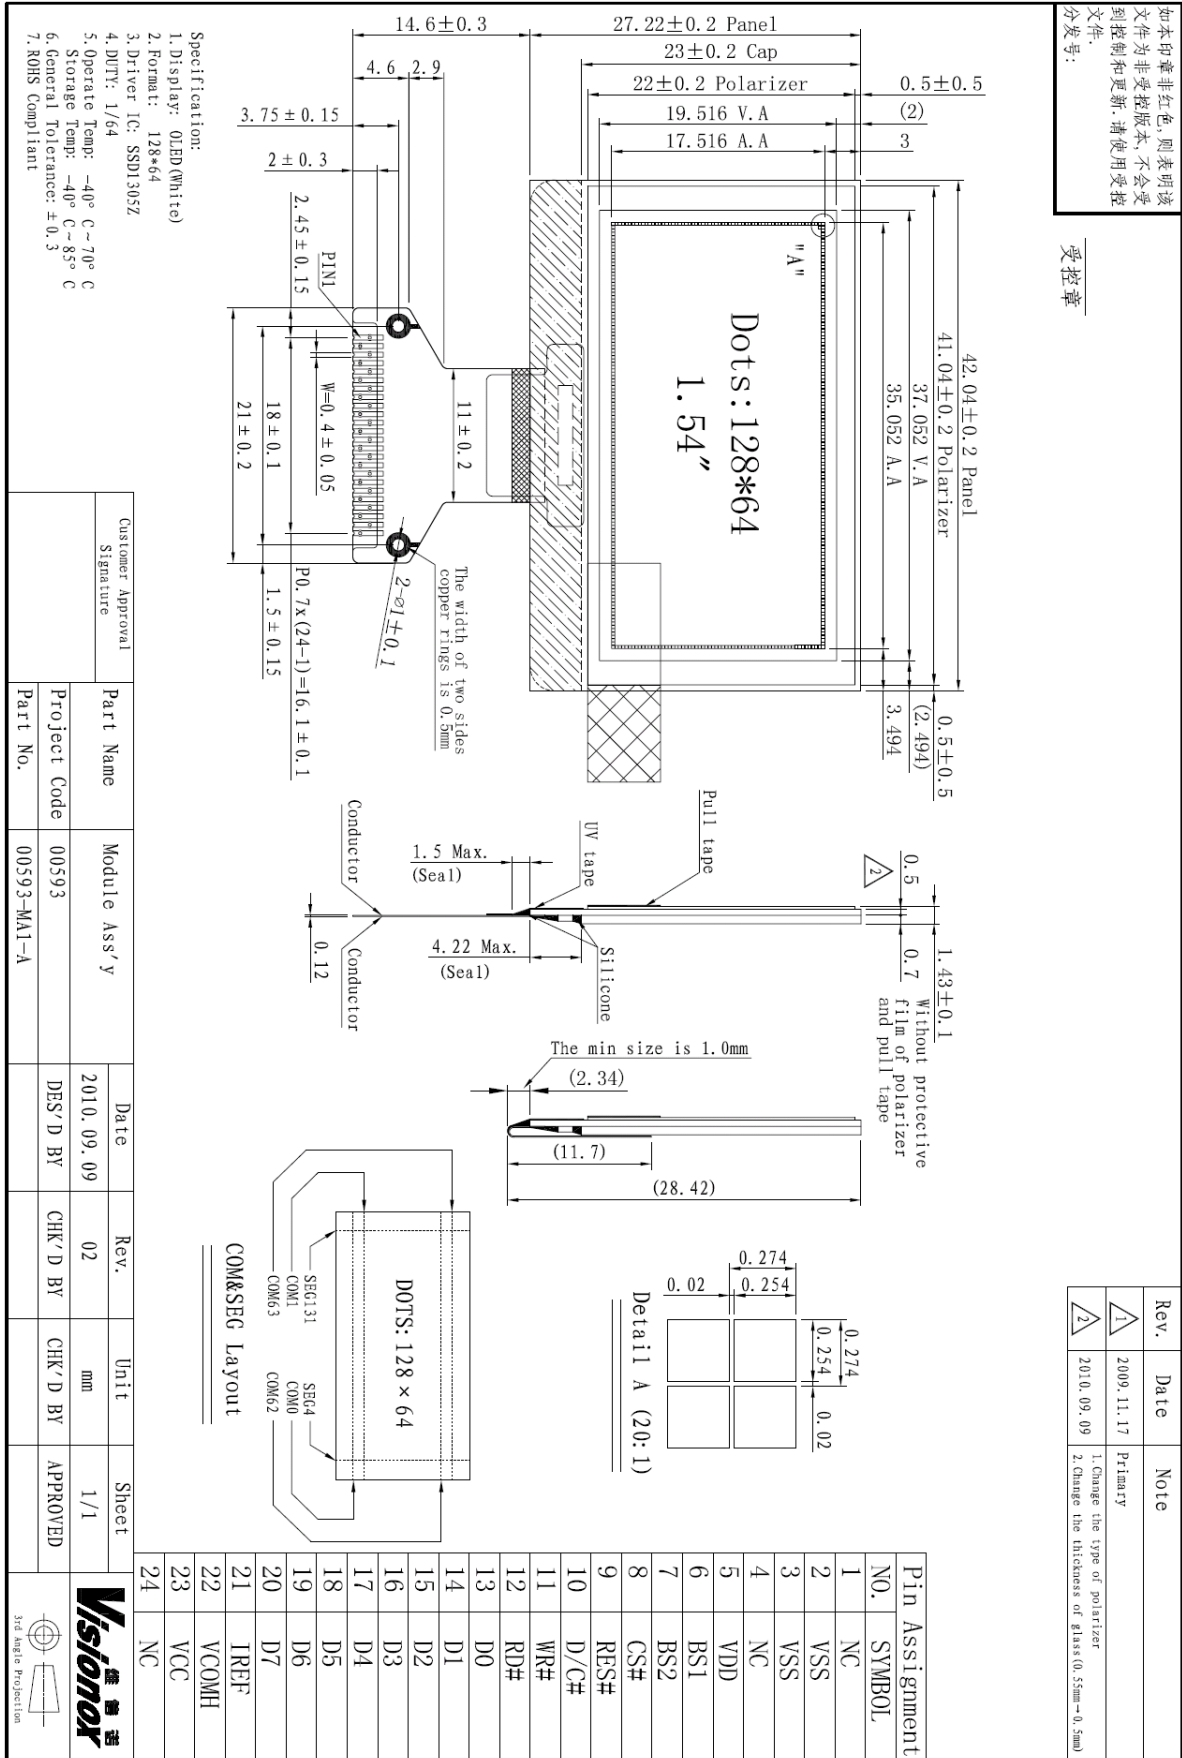 如本印章非红色,则表明该
文件为非受控版本,不会受
到控制和更新.请使用受控
文件.
分发号:
受控章
Rev. Date Note
1 2009.11.17 Primary
2 2010.09.09 1.Change the type of polarizer
2.Change the thickness of glass(0.55mm→0.5mm)
42.04±0.2 Panel
41.04±0.2 Polarizer
37.052 V.A
35.052 A.A
0.5±0.5
(2.494)
3.494
14.6±0.3
27.22±0.2 Panel
23±0.2 Cap
22±0.2 Polarizer
19.516 V.A
17.516 A.A
0.5±0.5
(2)
3
4.6
2.9
3.75±0.15
2±0.3
"A"
Dots:128*64
1.54″
2.45±0.15
PIN1
W=0.4±0.05
18±0.1
21±0.2
11±0.2
P0.7x(24-1)=16.1±0.1
1.5±0.15
2-ø1±0.1
The width of two sides
copper rings is 0.5mm
Pull tape
UV tape
1.5 Max.
(Seal)
Conductor
Conductor
0.12
4.22 Max.
(Seal)
Silicone
2
0.5
0.7
1.43±0.1
Without protective
film of polarizer
and pull tape
The min size is 1.0mm
(2.34)
(11.7)
(28.42)
0.274
0.254
0.02
0.274
0.254
0.02
Detail A (20:1)
DOTS:128×64
SEG131
COM1
COM63
SEG4
COM0
COM62
COM&SEG Layout
Specification:
1.Display: OLED(White)
2.Format: 128*64
3.Driver IC: SSD1305Z
4.DUTY: 1/64
5.Operate Temp: -40° C~70° C
Storage Temp: -40° C~85° C
6.General Tolerance: ±0.3
7.ROHS Compliant
Pin Assignment
NO. SYMBOL
1 NC
2 VSS
3 VSS
4 NC
5 VDD
6 BS1
7 BS2
8 CS#
9 RES#
10 D/C#
11 WR#
12 RD#
13 D0
14 D1
15 D2
16 D3
17 D4
18 D5
19 D6
20 D7
21 IREF
22 VCOMH
23 VCC
24 NC
Customer Approval
Signature
Part Name Module Ass'y
Project Code 00593
Part No. 00593-MA1-A
Date Rev. Unit Sheet
2010.09.09 02 mm 1/1
DES'D BY CHK'D BY CHK'D BY APPROVED
维信诺
Visionox
3rd Angle Projection